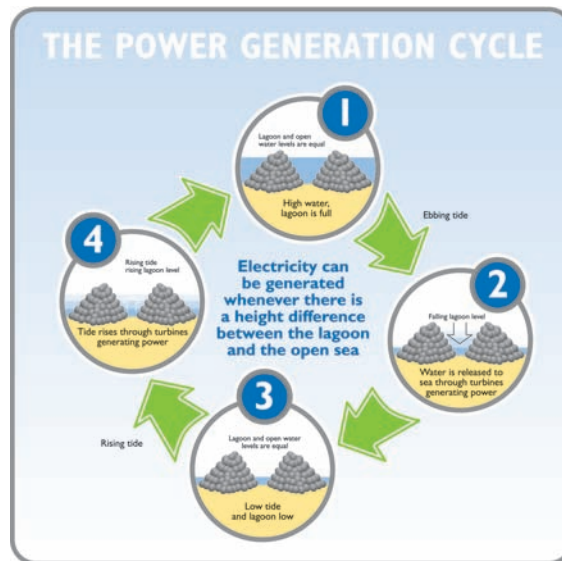 THE POWER GENERATION CYCLE
1
Lagoon and open
water levels are equal
High water,
lagoon is full
Ebbing tide
2
Falling lagoon level
Water is released to
sea through turbines
generating power
3
Lagoon and open water
levels are equal
Low tide
and lagoon low
Rising tide
4
Rising tide
rising lagoon level
Tide rises through turbines
generating power
Electricity can
be generated
whenever there is
a height difference
between the lagoon
and the open sea